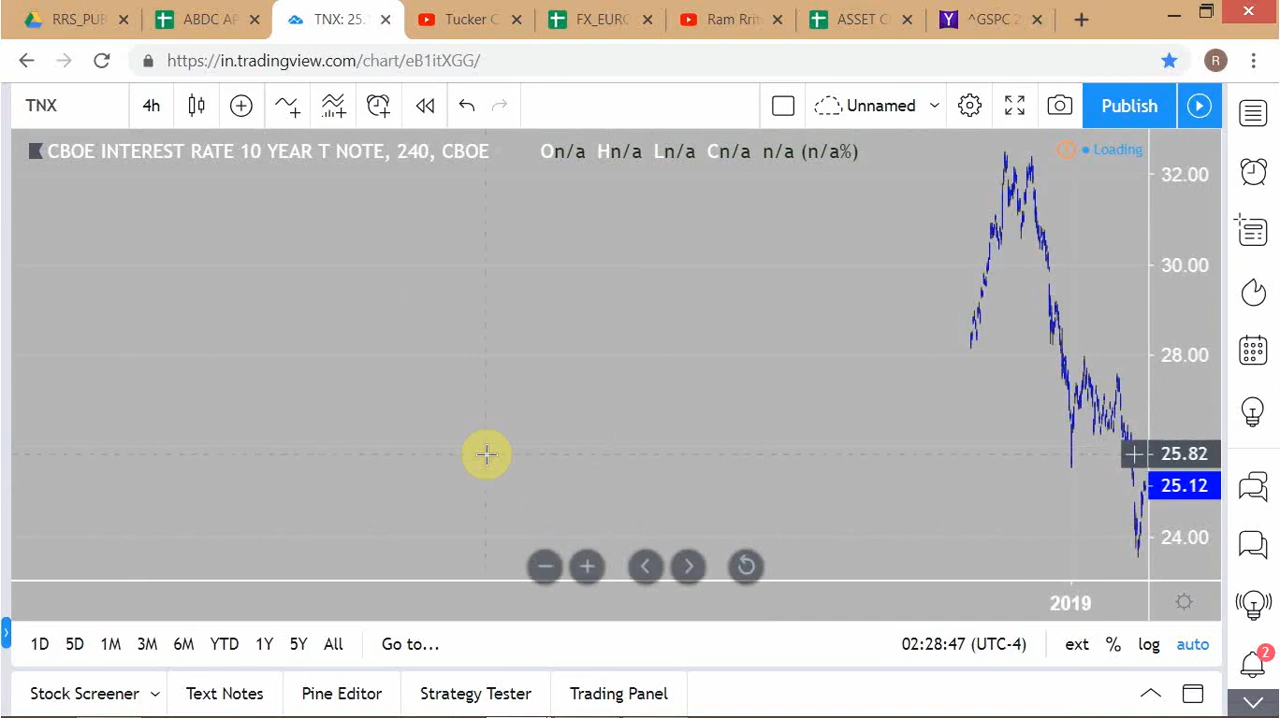 RRS_PUB
ABDC AP
TNX: 25.
Tucker C
FX_EURO
Ram Rrit
ASSET C
^GSPC 2
https://in.tradingview.com/chart/eB1itXGG/
R
TNX
4h
Unnamed
Publish
CBOE INTEREST RATE 10 YEAR T NOTE, 240, CBOE On/a Hn/a Ln/a Cn/a n/a (n/a%)
Loading
32.00
30.00
28.00
25.82
25.12
24.00
2019
1D 5D 1M 3M 6M YTD 1Y 5Y All Go to...
02:28:47 (UTC-4) ext % log auto
Stock Screener Text Notes Pine Editor Strategy Tester Trading Panel
2